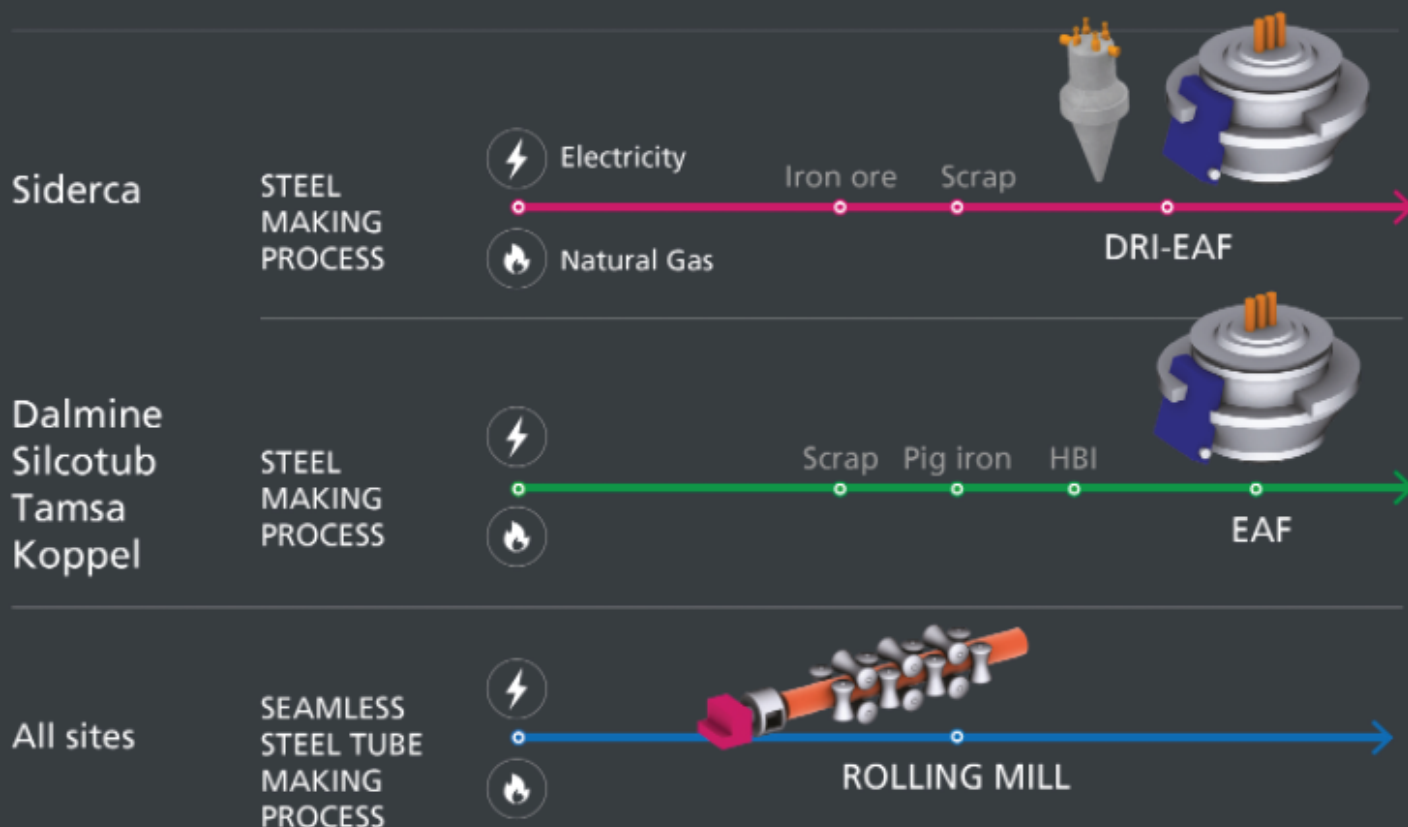 Siderca
STEEL
MAKING
PROCESS
Electricity
Natural Gas
Iron ore
Scrap
DRI-EAF
Dalmine
Silcotub
Tamsa
Koppel
STEEL
MAKING
PROCESS
Scrap
Pig iron
HBI
EAF
All sites
SEAMLESS
STEEL TUBE
MAKING
PROCESS
ROLLING MILL